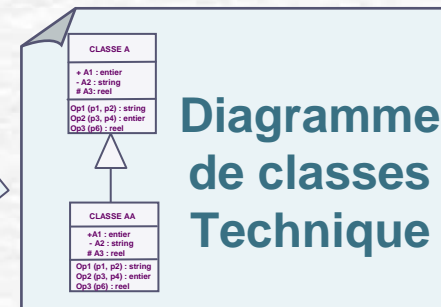 CLASSE A
+ A1 : entier
- A2 : string
# A3: reel
Op1 (p1, p2) : string
Op2 (p3, p4) : entier
Op3 (p6) : reel
CLASSE AA
+A1 : entier
- A2 : string
# A3 : reel
Op1 (p1, p2) : string
Op2 (p3, p4) : entier
Op3 (p6) : reel
Diagramme
de classes
Technique